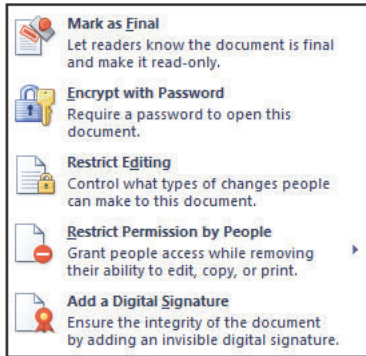 Mark as Final
Let readers know the document is final
and make it read-only.
Encrypt with Password
Require a password to open this
document.
Restrict Editing
Control what types of changes people
can make to this document.
Restrict Permission by People
Grant people access while removing
their ability to edit, copy, or print.
Add a Digital Signature
Ensure the integrity of the document
by adding an invisible digital signature.